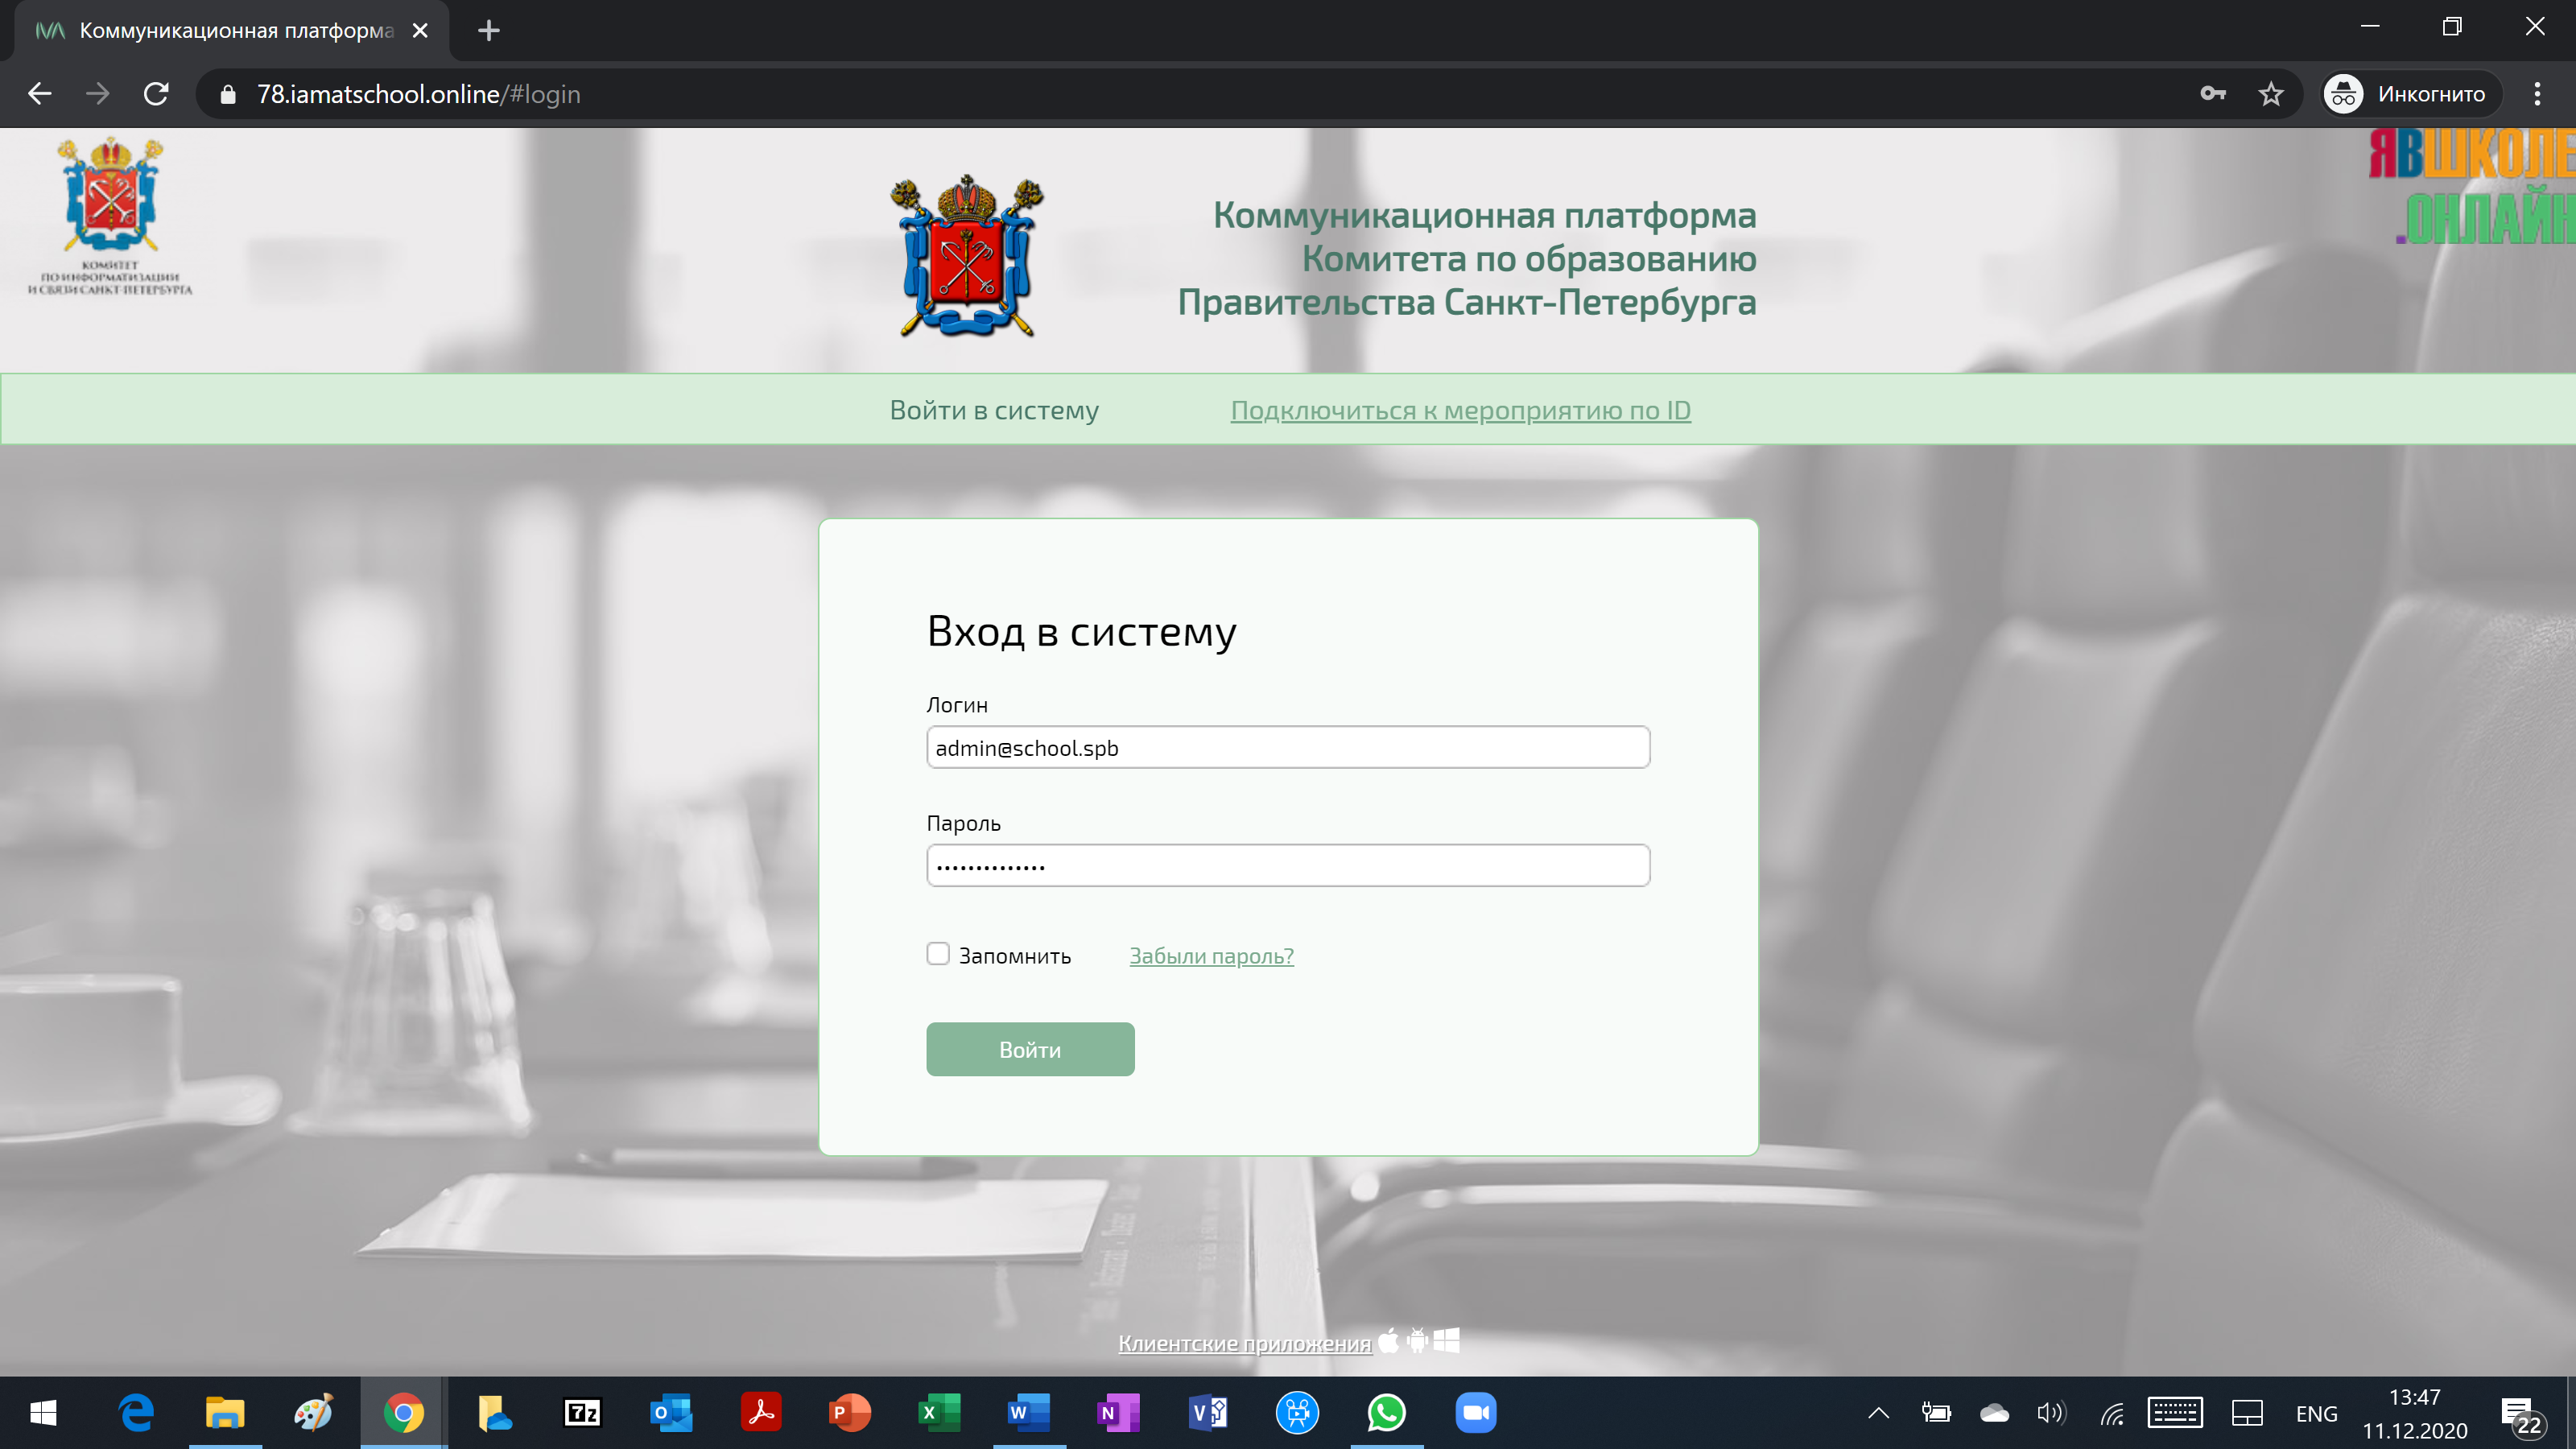 Коммуникационная платформа
78.iamatschool.online/#login
Инкогнито
КОМИТЕТ
ПО ИНФОРМАТИЗАЦИИ
И СВЯЗИ САНКТ-ПЕТЕРБУРГА
Коммуникационная платформа
Комитета по образованию
Правительства Санкт-Петербурга
ЯВШКОЛЕ
.ОНЛАЙН
Войти в систему
Подключиться к мероприятию по ID
Вход в систему
Логин
admin@school.spb
Пароль
••••••••••••••
Запомнить
Забыли пароль?
Войти
Клиентские приложения
ENG
13:47
11.12.2020
22